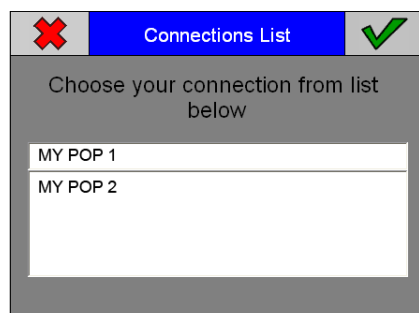 Connections List
Choose your connection from list
below
MY POP 1
MY POP 2